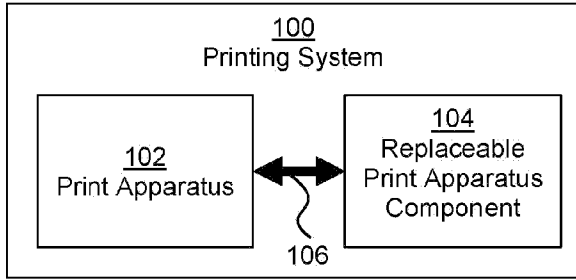 100
Printing System
102
Print Apparatus
104
Replaceable
Print Apparatus
Component
106